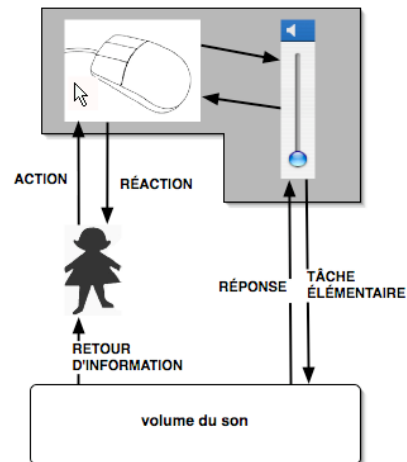 ACTION
RÉACTION
RÉPONSE
TÂCHE
ÉLÉMENTAIRE
RETOUR
D'INFORMATION
volume du son